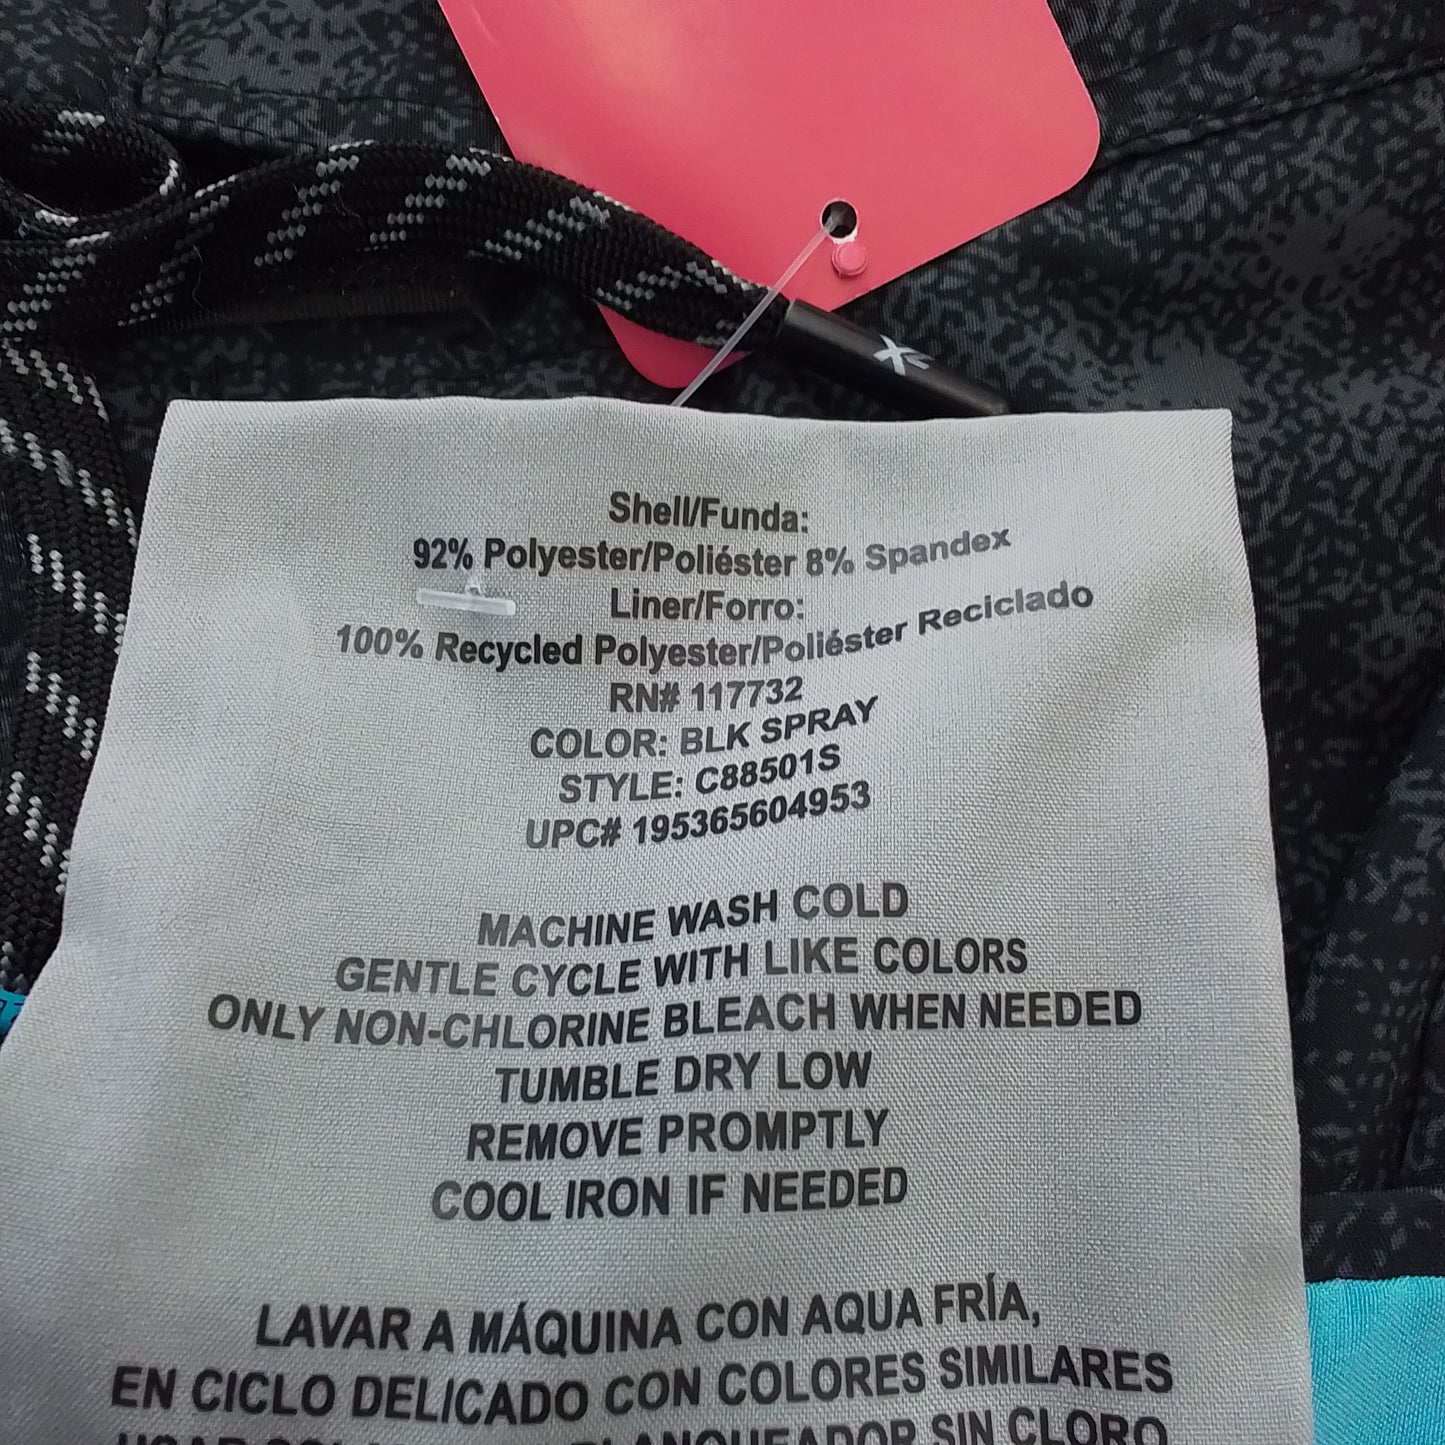 Shell/Funda:
92% Polyester/Poliéster 8% Spandex
Liner/Forro:
100% Recycled Polyester/Poliéster Reciclado
RN# 117732
COLOR: BLK SPRAY
STYLE: C88501S
UPC# 195365604953
MACHINE WASH COLD
GENTLE CYCLE WITH LIKE COLORS
ONLY NON-CHLORINE BLEACH WHEN NEEDED
TUMBLE DRY LOW
REMOVE PROMPTLY
COOL IRON IF NEEDED
LAVAR A MÁQUINA CON AQUA FRÍA,
EN CICLO DELICADO CON COLORES SIMILARES
BLANQUEADOR SIN CLORO